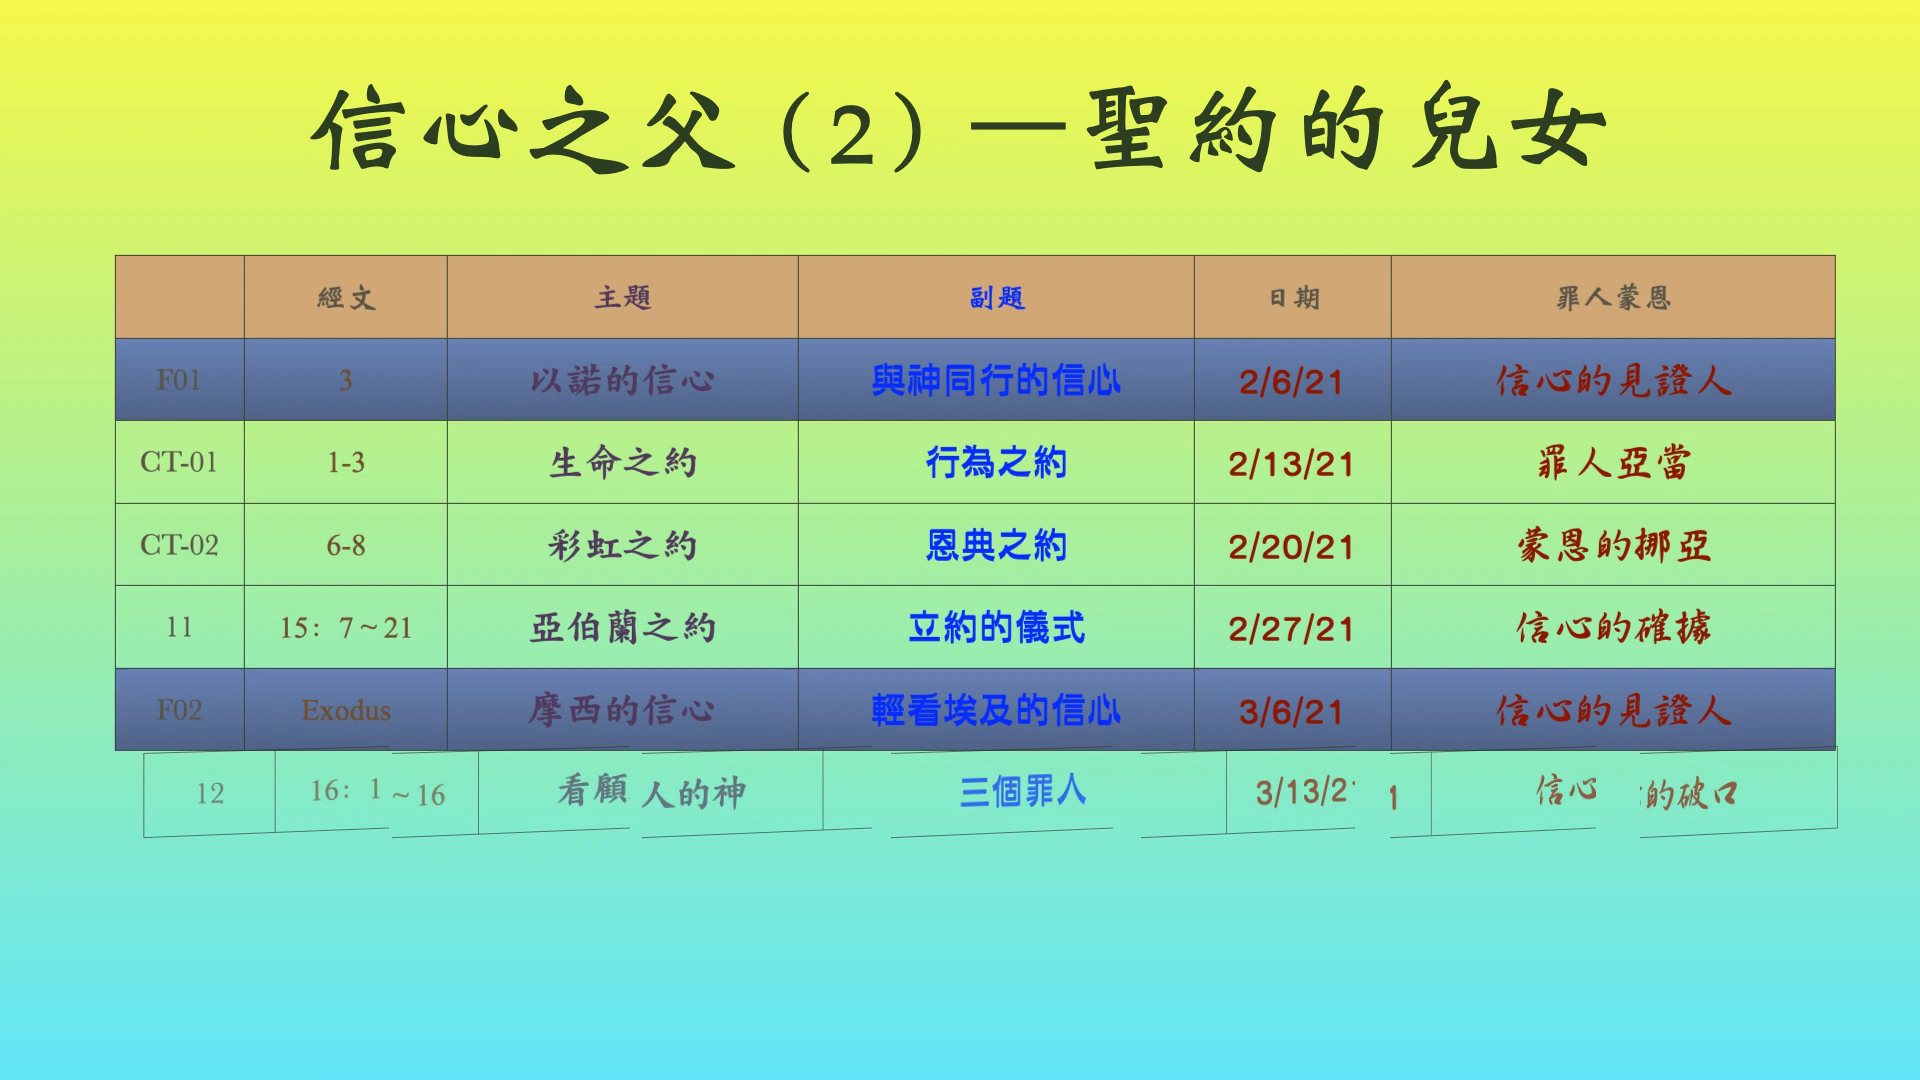 信心之父（2）—聖約的兒女
經文 主題 副題 日期 罪人蒙恩
F01 3 以諾的信心 與神同行的信心 2/6/21 信心的見證人
CT-01 1-3 生命之約 行為之約 2/13/21 罪人亞當
CT-02 6-8 彩虹之約 恩典之約 2/20/21 蒙恩的挪亞
11 15：7~21 亞伯蘭之約 立約的儀式 2/27/21 信心的確據
F02 Exodus 摩西的信心 輕看埃及的信心 3/6/21 信心的見證人
12 16：1~16 看顧人的神 三個罪人 3/13/21 信心的破口